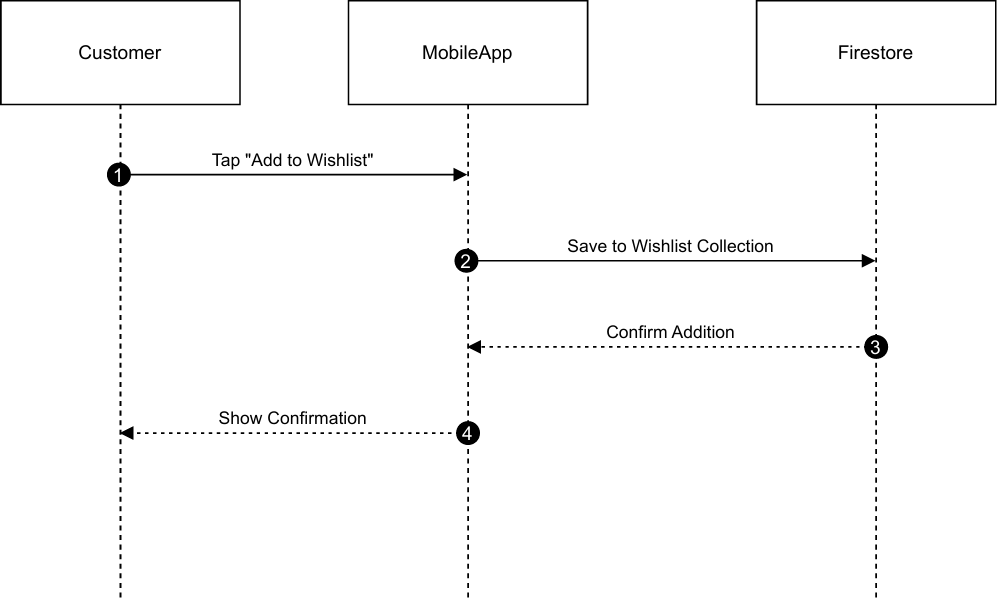 Customer
MobileApp
Firestore
Tap "Add to Wishlist"
1
Save to Wishlist Collection
2
Confirm Addition
3
Show Confirmation
4